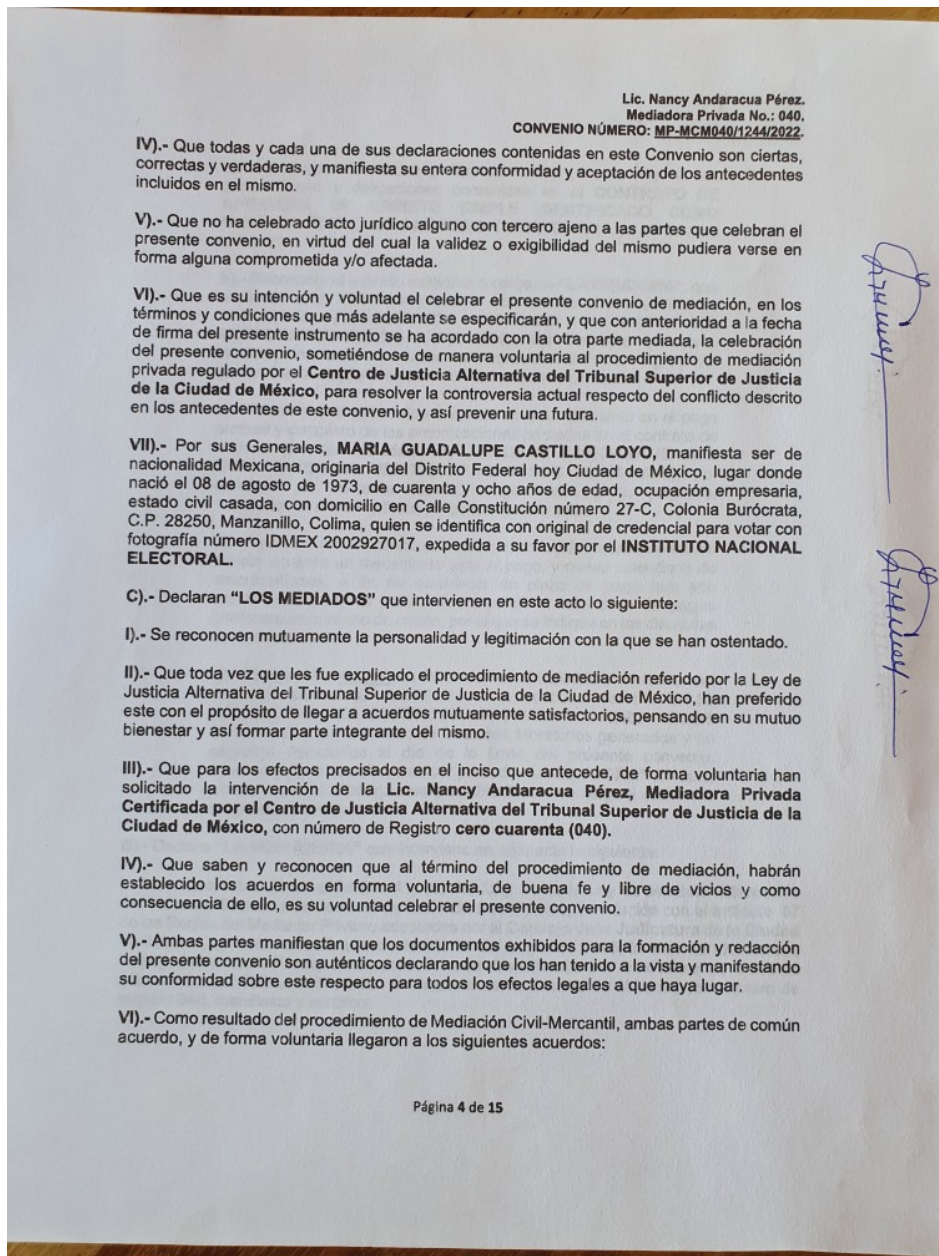 Lic. Nancy Andaracua Pérez.
Mediadora Privada No.: 040.
CONVENIO NÚMERO: MP-MCM040/1244/2022.
IV).- Que todas y cada una de sus declaraciones contenidas en este Convenio son ciertas,
correctas y verdaderas, y manifiesta su entera conformidad y aceptación de los antecedentes
incluidos en el mismo.
V).- Que no ha celebrado acto jurídico alguno con tercero ajeno a las partes que celebran el
presente convenio, en virtud del cual la validez o exigibilidad del mismo pudiera verse en
forma alguna comprometida y/o afectada.
VI).- Que es su intención y voluntad el celebrar el presente convenio de mediación, en los
términos y condiciones que más adelante se especificarán, y que con anterioridad a la fecha
de firma del presente instrumento se ha acordado con la otra parte mediada, la celebración
del presente convenio, sometiéndose de manera voluntaria al procedimiento de mediación
privada regulado por el Centro de Justicia Alternativa del Tribunal Superior de Justicia
de la Ciudad de México, para resolver la controversia actual respecto del conflicto descrito
en los antecedentes de este convenio, y así prevenir una futura.
VII).- Por sus Generales, MARIA GUADALUPE CASTILLO LOYO, manifiesta ser de
nacionalidad Mexicana, originaria del Distrito Federal hoy Ciudad de México, lugar donde
nació el 08 de agosto de 1973, de cuarenta y ocho años de edad, ocupación empresaria,
estado civil casada, con domicilio en Calle Constitución número 27-C, Colonia Burócrata,
C.P. 28250, Manzanillo, Colima, quien se identifica con original de credencial para votar con
fotografía número IDMEX 2002927017, expedida a su favor por el INSTITUTO NACIONAL
ELECTORAL.
C).- Declaran “LOS MEDIADOS” que intervienen en este acto lo siguiente:
I).- Se reconocen mutuamente la personalidad y legitimación con la que se han ostentado.
II).- Que toda vez que les fue explicado el procedimiento de mediación referido por la Ley de
Justicia Alternativa del Tribunal Superior de Justicia de la Ciudad de México, han preferido
este con el propósito de llegar a acuerdos mutuamente satisfactorios, pensando en su mutuo
bienestar y así formar parte integrante del mismo.
III).- Que para los efectos precisados en el inciso que antecede, de forma voluntaria han
solicitado la intervención de la Lic. Nancy Andaracua Pérez, Mediadora Privada
Certificada por el Centro de Justicia Alternativa del Tribunal Superior de Justicia de la
Ciudad de México, con número de Registro cero cuarenta (040).
IV).- Que saben y reconocen que al término del procedimiento de mediación, habrán
establecido los acuerdos en forma voluntaria, de buena fe y libre de vicios y como
consecuencia de ello, es su voluntad celebrar el presente convenio.
V).- Ambas partes manifiestan que los documentos exhibidos para la formación y redacción
del presente convenio son auténticos declarando que los han tenido a la vista y manifestando
su conformidad sobre este respecto para todos los efectos legales a que haya lugar.
VI).- Como resultado del procedimiento de Mediación Civil-Mercantil, ambas partes de común
acuerdo, y de forma voluntaria llegaron a los siguientes acuerdos:
Página 4 de 15